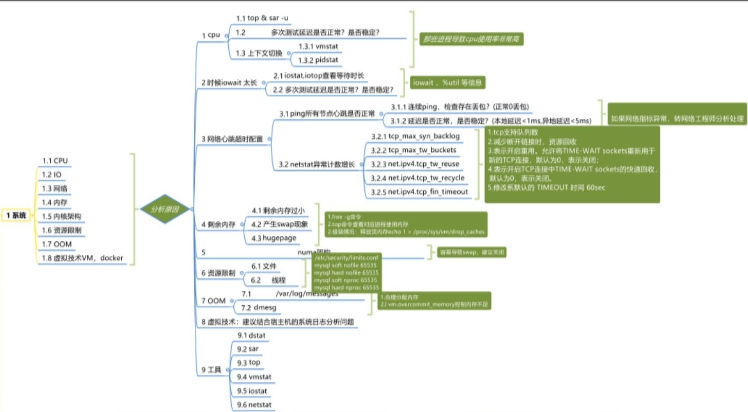 1 系统
1.1 CPU
1.2 IO
1.3 网络
1.4 内存
1.5 内核架构
1.6 资源限制
1.7 OOM
1.8 虚拟技术VM，docker
分析原因
1 cpu
1.1 top & sar -u
1.2 多次测试延迟是否正常？是否稳定？
1.3 上下文切换
1.3.1 vmstat
1.3.2 pidstat
那些进程导致cpu使用率非常高
2 时候iowait 太长
2.1 iostat,iotop查看等待时长
2.2 多次测试延迟是否正常？是否稳定？
iowait ，%util 等信息
3 网络心跳超时配置
3.1 ping所有节点心跳是否正常
3.1.1 连续ping，检查存在丢包？(正常0丢包)
3.1.2 延迟是否正常，是否稳定？(本地延迟<1ms,异地延迟<5ms)
如果网络指标异常，转网络工程师分析处理
3.2 netstat异常计数增长
3.2.1 tcp_max_syn_backlog
3.2.2 tcp_max_tw_buckets
3.2.3 net.ipv4.tcp_tw_reuse
3.2.4 net.ipv4.tcp_tw_recycle
3.2.5 net.ipv4.tcp_fin_timeout
1.tcp支持队列数
2.减少断开链接时，资源回收
3.表示开启重用。允许将TIME-WAIT sockets重新用于
新的TCP连接，默认为0，表示关闭;
4.表示开启TCP连接中TIME-WAIT sockets的快速回收，
默认为0，表示关闭。
5.修改系默认的 TIMEOUT 时间 60sec
4 剩余内存
4.1 剩余内存过小
4.2 产生swap现象
4.3 hugepage
1.free -g命令
2.top命令查看对应进程使用内存
echo 1 > /proc/sys/vm/drop_caches
5 numa架构
容易导致swap，建议关闭
6 资源限制
6.1 文件
6.2 线程
/etc/security/limits.conf
mysql soft nofile 65535
mysql hard nofile 65535
mysql soft nproc 65535
mysql hard nproc 65535
7 OOM
7.1 /var/log/messages
7.2 dmesg
1.合理分配内存
2.) vm.overcommit_memory控制内存不足
8 虚拟技术：建议结合宿主机的系统日志分析问题
9 工具
9.1 dstat
9.2 sar
9.3 top
9.4 vmstat
9.5 iostat
9.6 netstat